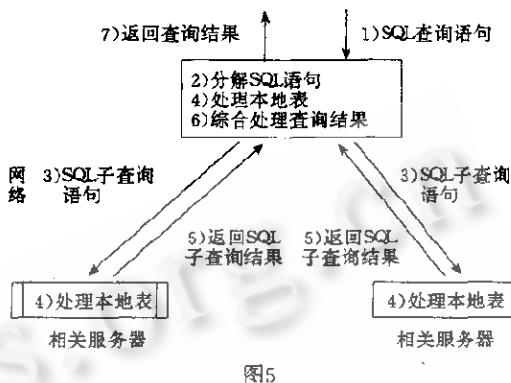 7)返回查询结果
1)SQL查询语句
2)分解SQL语句
4)处理本地表
6)综合处理查询结果
网络
3)SQL子查询
语句
3)SQL子查询
语句
5)返回SQL
子查询结果
5)返回SQL
子查询结果
4)处理本地表
4)处理本地表
相关服务器
相关服务器
图5